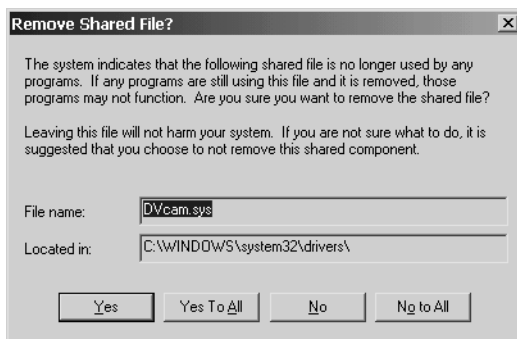 Remove Shared File?
The system indicates that the following shared file is no longer used by any
programs. If any programs are still using this file and it is removed, those
programs may not function. Are you sure you want to remove the shared file?
Leaving this file will not harm your system. If you are not sure what to do, it is
suggested that you choose to not remove this shared component.
File name: DVcam.sys
Located in: C:\WINDOWS\system32\drivers\
Yes Yes To All No No to All